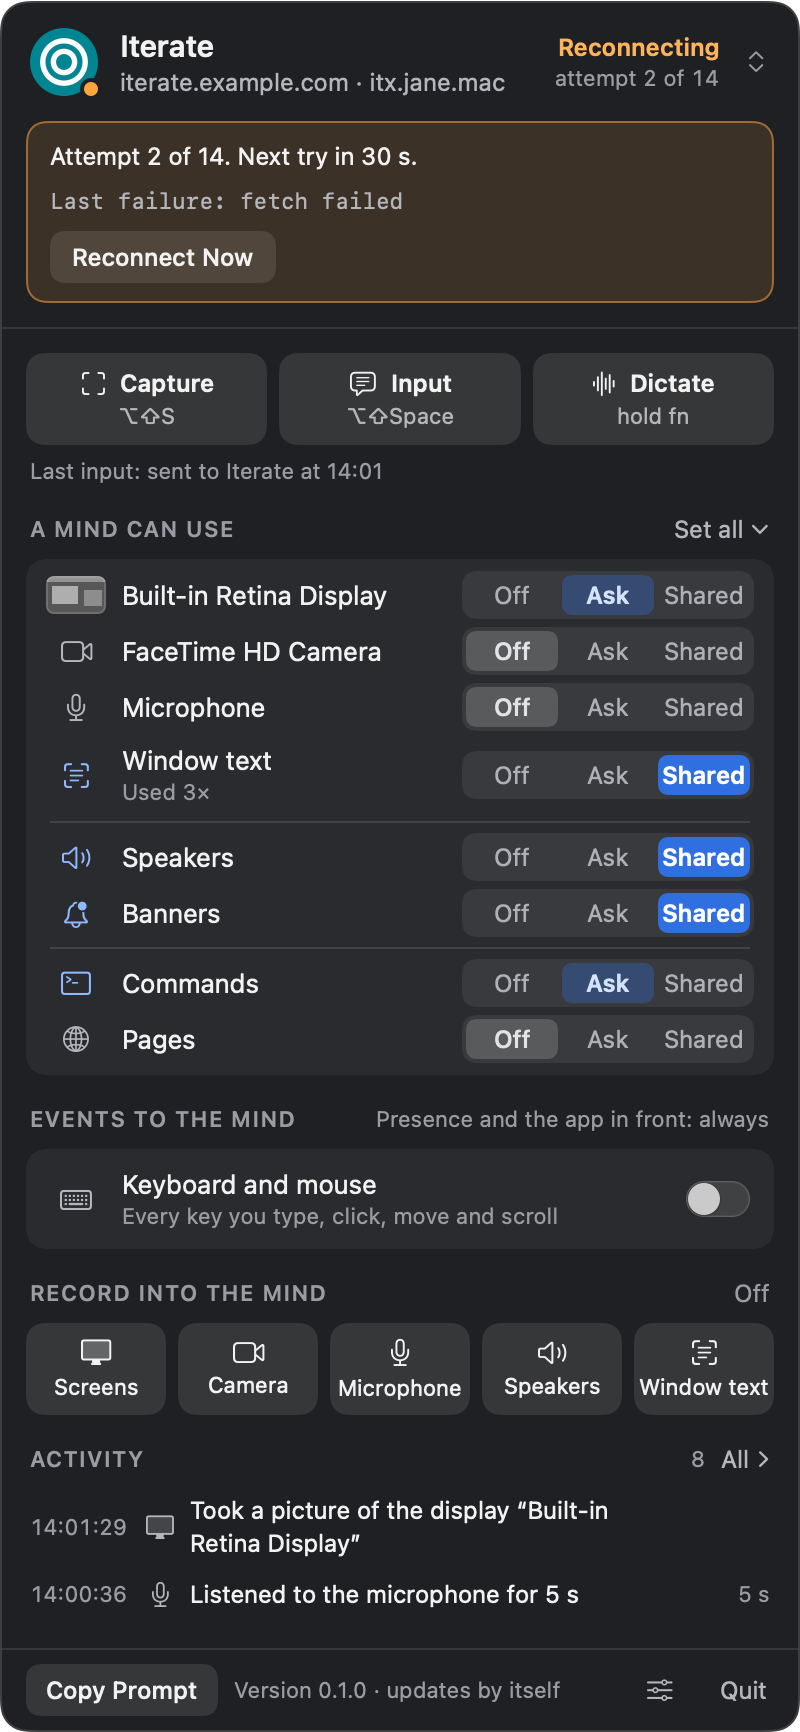 Iterate
iterate.example.com · itx.jane.mac
Reconnecting
attempt 2 of 14
Attempt 2 of 14. Next try in 30 s.
Last failure: fetch failed
Reconnect Now
Capture
⌥⇧S
Input
⌥⇧Space
Dictate
hold fn
Last input: sent to Iterate at 14:01
A MIND CAN USE
Set all
Built-in Retina Display Off Ask Shared
FaceTime HD Camera Off Ask Shared
Microphone Off Ask Shared
Window text
Used 3×
Off Ask Shared
Speakers Off Ask Shared
Banners Off Ask Shared
Commands Off Ask Shared
Pages Off Ask Shared
EVENTS TO THE MIND
Presence and the app in front: always
Keyboard and mouse
Every key you type, click, move and scroll
RECORD INTO THE MIND
Off
Screens
Camera
Microphone
Speakers
Window text
ACTIVITY
8 All
14:01:29 Took a picture of the display “Built-in
Retina Display”
14:00:36 Listened to the microphone for 5 s 5 s
Copy Prompt
Version 0.1.0 · updates by itself
Quit